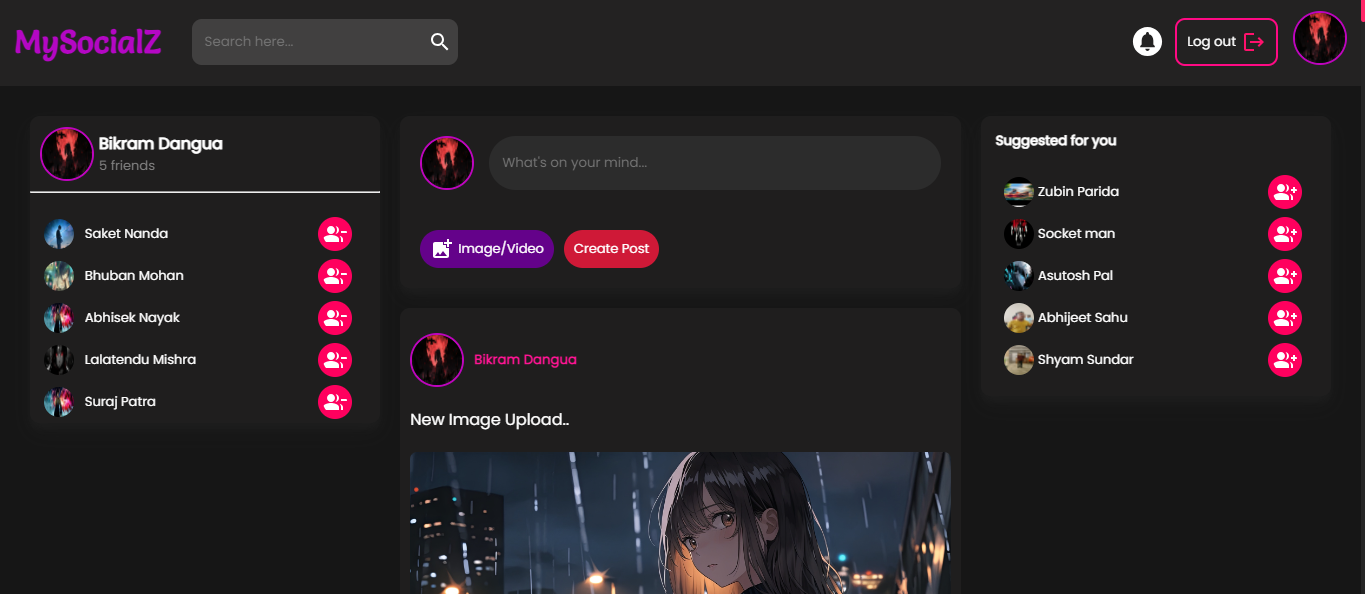 MySocialZ
Search here...
Log out
Bikram Dangua
5 friends
Saket Nanda
Bhuban Mohan
Abhisek Nayak
Lalatendu Mishra
Suraj Patra
What's on your mind...
Image/Video
Create Post
Bikram Dangua
New Image Upload..
Suggested for you
Zubin Parida
Socket man
Asutosh Pal
Abhijeet Sahu
Shyam Sundar